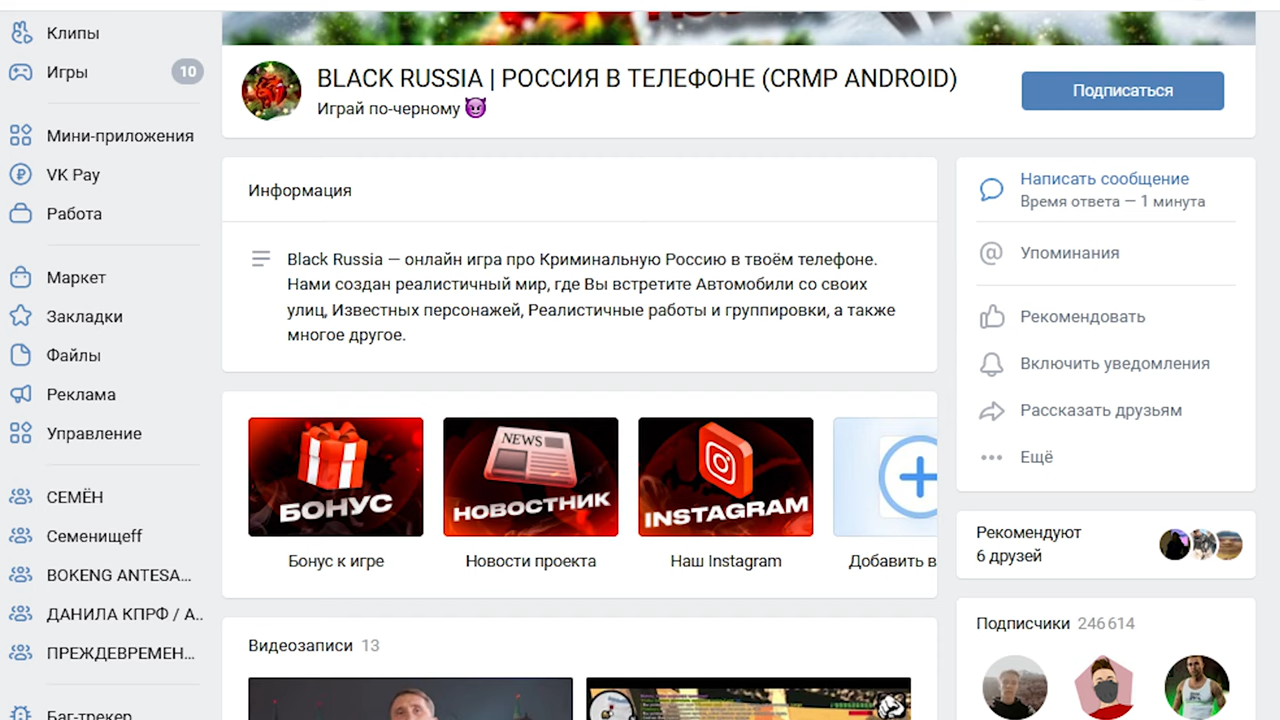 Клипы
Игры 10
Мини-приложения
VK Pay
Работа
Маркет
Закладки
Файлы
Реклама
Управление
СЕМЁН
Семенищеff
BOKENG ANTESA...
ДАНИЛА КПРФ / А..
ПРЕЖДЕВРЕМЕН...
Баг-трекер
BLACK RUSSIA | РОССИЯ В ТЕЛЕФОНЕ (CRMP ANDROID)
Играй по-черному 😈
Подписаться
Информация
Black Russia — онлайн игра про Криминальную Россию в твоём телефоне.
Нами создан реалистичный мир, где Вы встретите Автомобили со своих
улиц, Известных персонажей, Реалистичные работы и группировки, а также
многое другое.
БОНУС
Бонус к игре
NEWS
НОВОСТНИК
Новости проекта
INSTAGRAM
Наш Instagram
Добавить в
Видеозаписи 13
Написать сообщение
Время ответа — 1 минута
Упоминания
Рекомендовать
Включить уведомления
Рассказать друзьям
Ещё
Рекомендуют
6 друзей
Подписчики 246 614